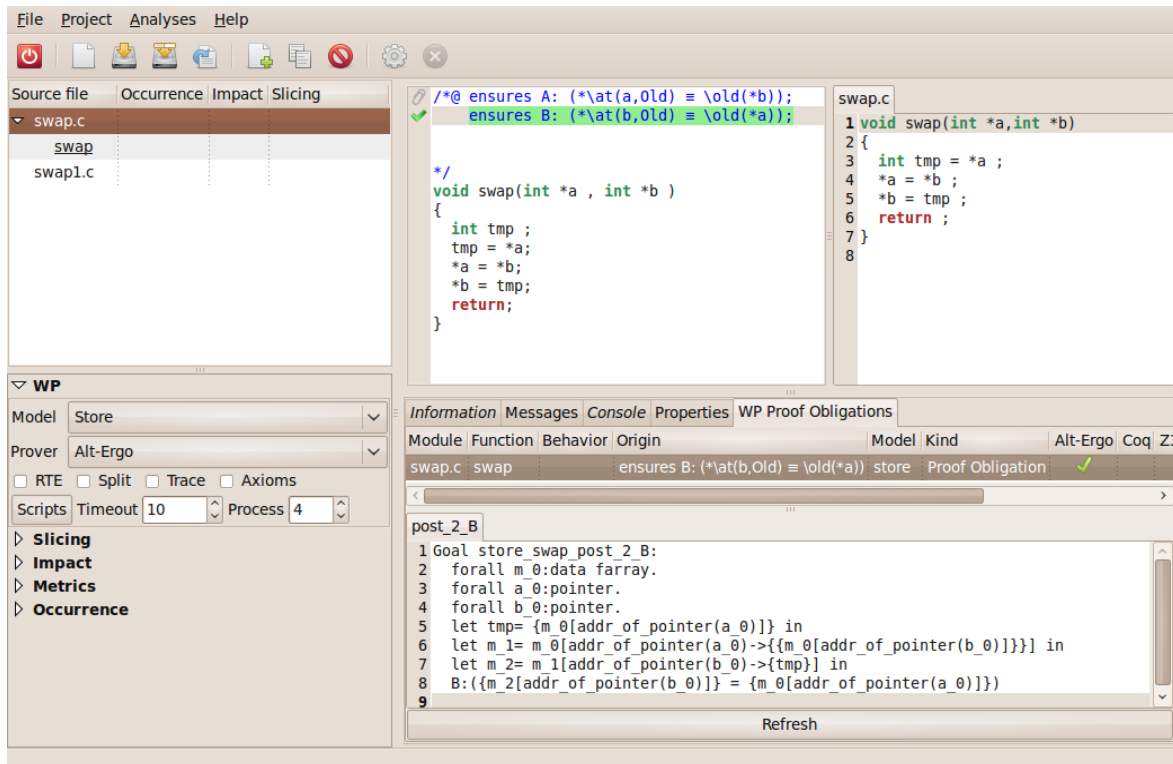 File Project Analyses Help
Source file Occurrence Impact Slicing
swap.c
swap
swap1.c
/*@ ensures A: (*\at(a,Old) ≡ \old(*b));
ensures B: (*\at(b,Old) ≡ \old(*a));
*/
void swap(int *a , int *b )
{
int tmp ;
tmp = *a;
*a = *b;
*b = tmp;
return;
}
swap.c
1 void swap(int *a,int *b)
2 {
3 int tmp = *a ;
4 *a = *b ;
5 *b = tmp ;
6 return ;
7 }
8
WP
Model Store
Prover Alt-Ergo
RTE Split Trace Axioms
Scripts Timeout 10 Process 4
Slicing
Impact
Metrics
Occurrence
Information Messages Console Properties WP Proof Obligations
Module Function Behavior Origin Model Kind Alt-Ergo Coq Z3
swap.c swap ensures B: (*\at(b,Old) ≡ \old(*a)) store Proof Obligation
post_2_B
1 Goal store_swap_post_2_B:
2 forall m_0:data farray.
3 forall a_0:pointer.
4 forall b_0:pointer.
5 let tmp= {m_0[addr_of_pointer(a_0)]} in
6 let m_1= m_0[addr_of_pointer(a_0)->{{m_0[addr_of_pointer(b_0)]}}] in
7 let m_2= m_1[addr_of_pointer(b_0)->{tmp}] in
8 B:({m_2[addr_of_pointer(b_0)]} = {m_0[addr_of_pointer(a_0)]})
9
Refresh